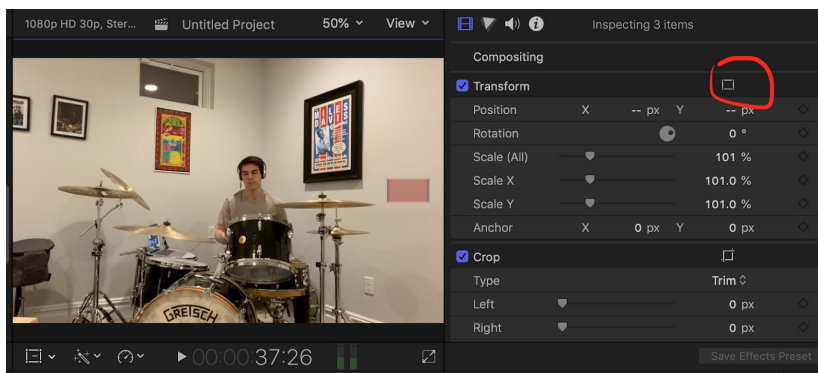 1080p HD 30p, Ster... Untitled Project 50% View Inspecting 3 items
Compositing
Transform
Position X -- px Y -- px
Rotation 0 °
Scale (All) 101 %
Scale X 101.0 %
Scale Y 101.0 %
Anchor X 0 px Y 0 px
Crop
Type Trim
Left 0 px
Right 0 px
MILES
GRETSCH
00:00:37:26 Save Effects Preset